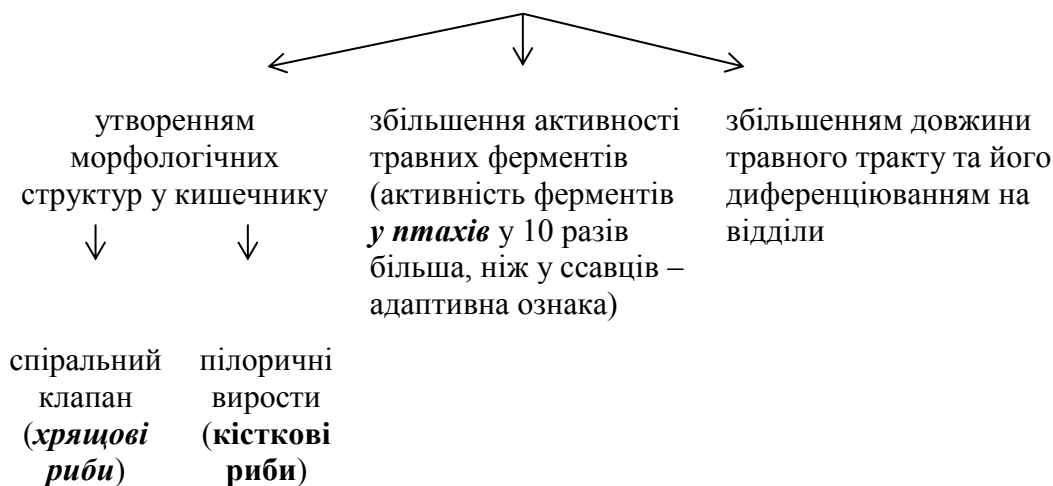 утворенням
морфологічних
структур у кишечнику
збільшення активності
травних ферментів
(активність ферментів
у птахів у 10 разів
більша, ніж у ссавців –
адаптивна ознака)
збільшенням довжини
травного тракту та його
диференціюванням на
відділи
спіральний
клапан
(хрящові
риби)
пілоричні
вирости
(кісткові
риби)